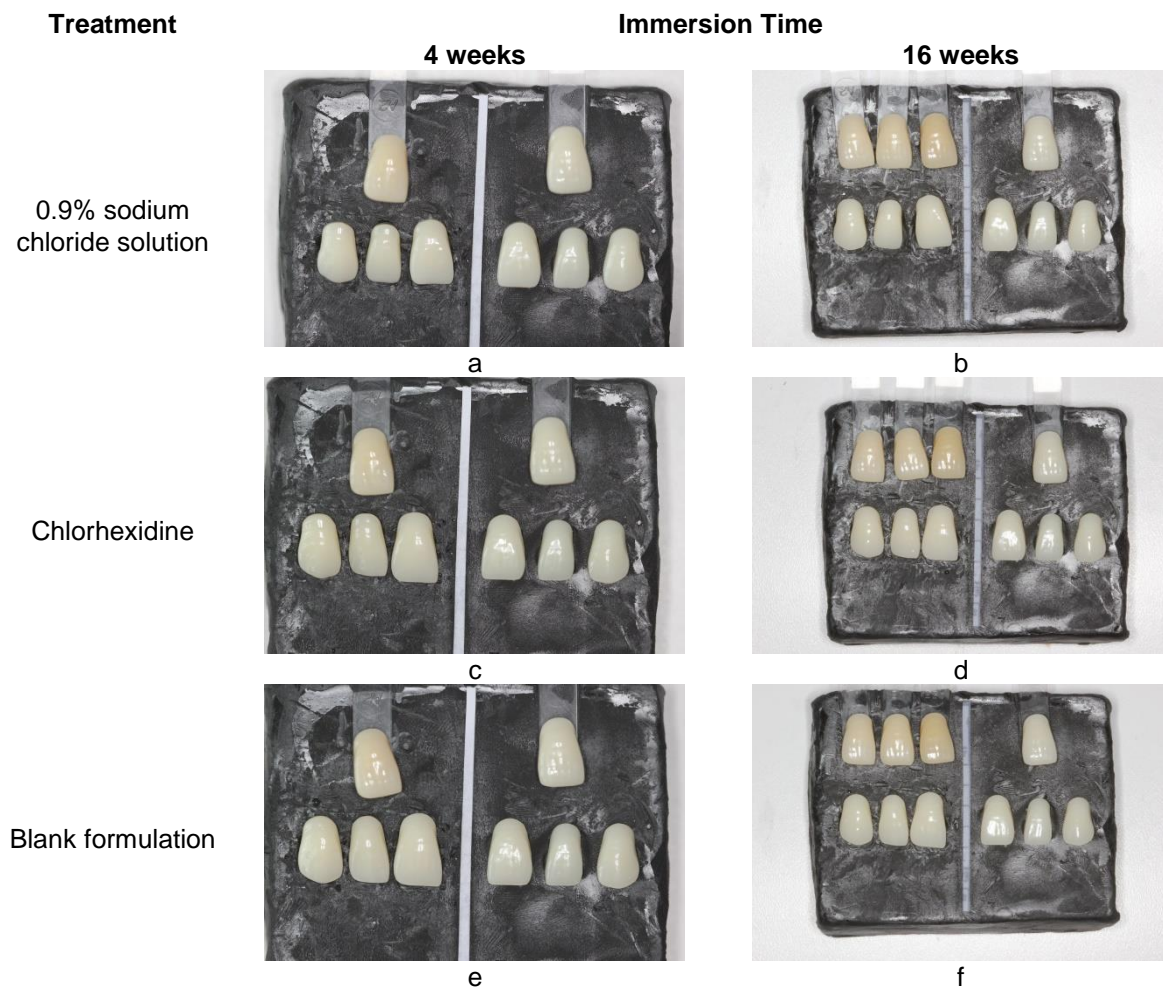 Treatment
Immersion Time
4 weeks
16 weeks
0.9% sodium
chloride solution
a
b
Chlorhexidine
c
d
Blank formulation
e
f